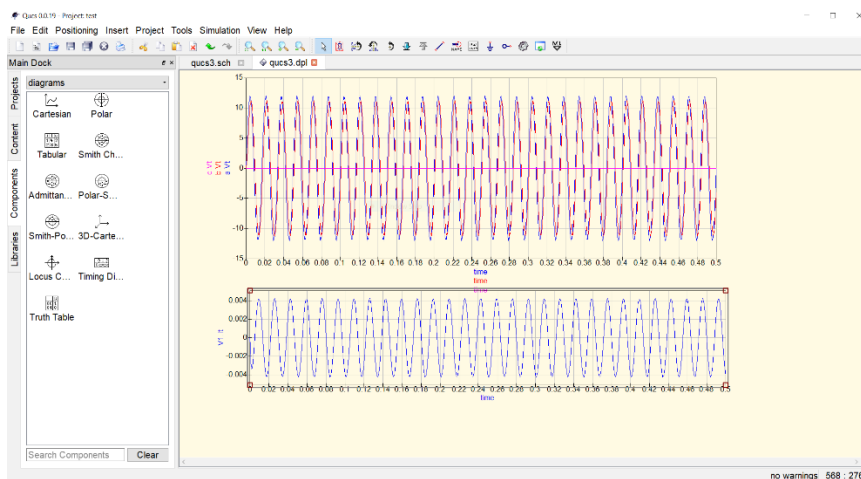 Qucs 0.0.19 - Project: test
File Edit Positioning Insert Project Tools Simulation View Help
Main Dock
qucs3.sch
qucs3.dpl
Projects
Content
Components
Libraries
diagrams
Cartesian Polar
Tabular Smith Ch...
Admittan... Polar-S...
Smith-Po... 3D-Carte...
Locus C... Timing Di...
Truth Table
Search Components Clear
15
10
5
0
-5
-10
-15
c.Vt
b.Vt
a.Vt
0 0.02 0.04 0.06 0.08 0.1 0.12 0.14 0.16 0.18 0.2 0.22 0.24 0.26 0.28 0.3 0.32 0.34 0.36 0.38 0.4 0.42 0.44 0.46 0.48 0.5
time
time
time
0.004
0.002
0
-0.002
0.004
0 0.02 0.04 0.06 0.08 0.1 0.12 0.14 0.16 0.18 0.2 0.22 0.24 0.26 0.28 0.3 0.32 0.34 0.36 0.38 0.4 0.42 0.44 0.46 0.48 0.5
time
no warnings 568 : 276